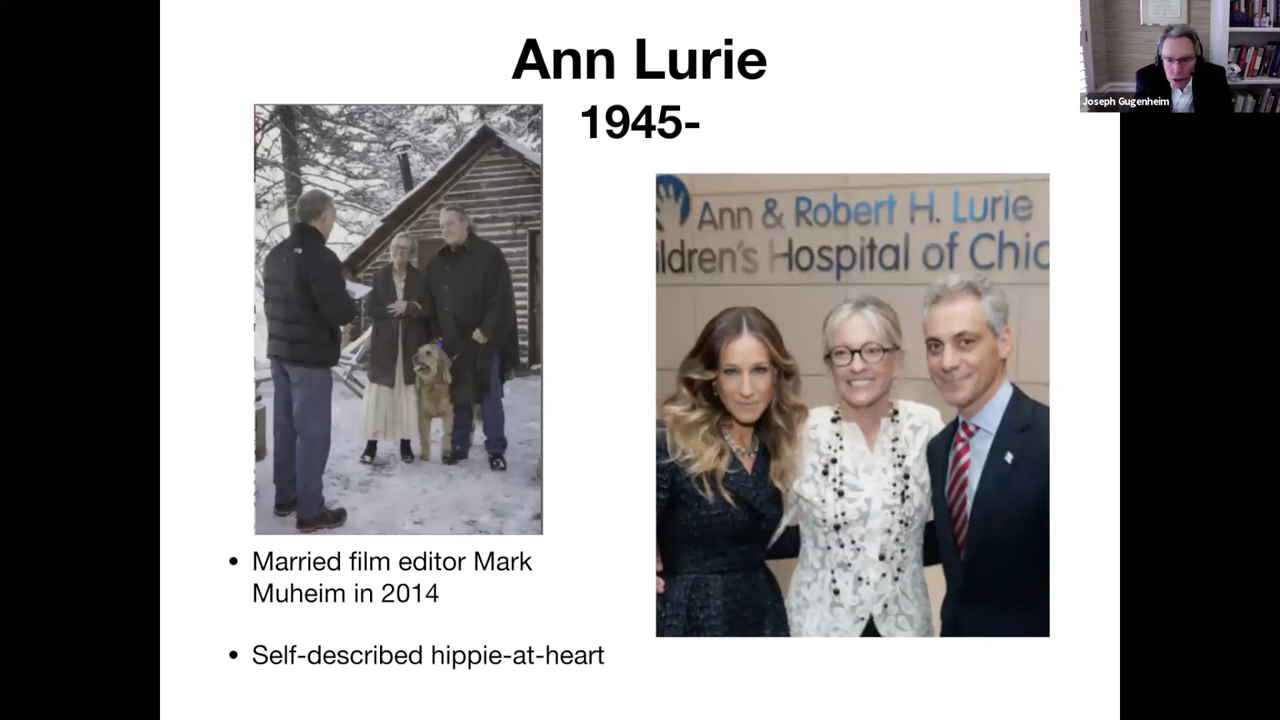 Ann Lurie
1945-
Joseph Gugenheim
Ann & Robert H. Lurie
ildren's Hospital of Chic
• Married film editor Mark
Muheim in 2014
• Self-described hippie-at-heart